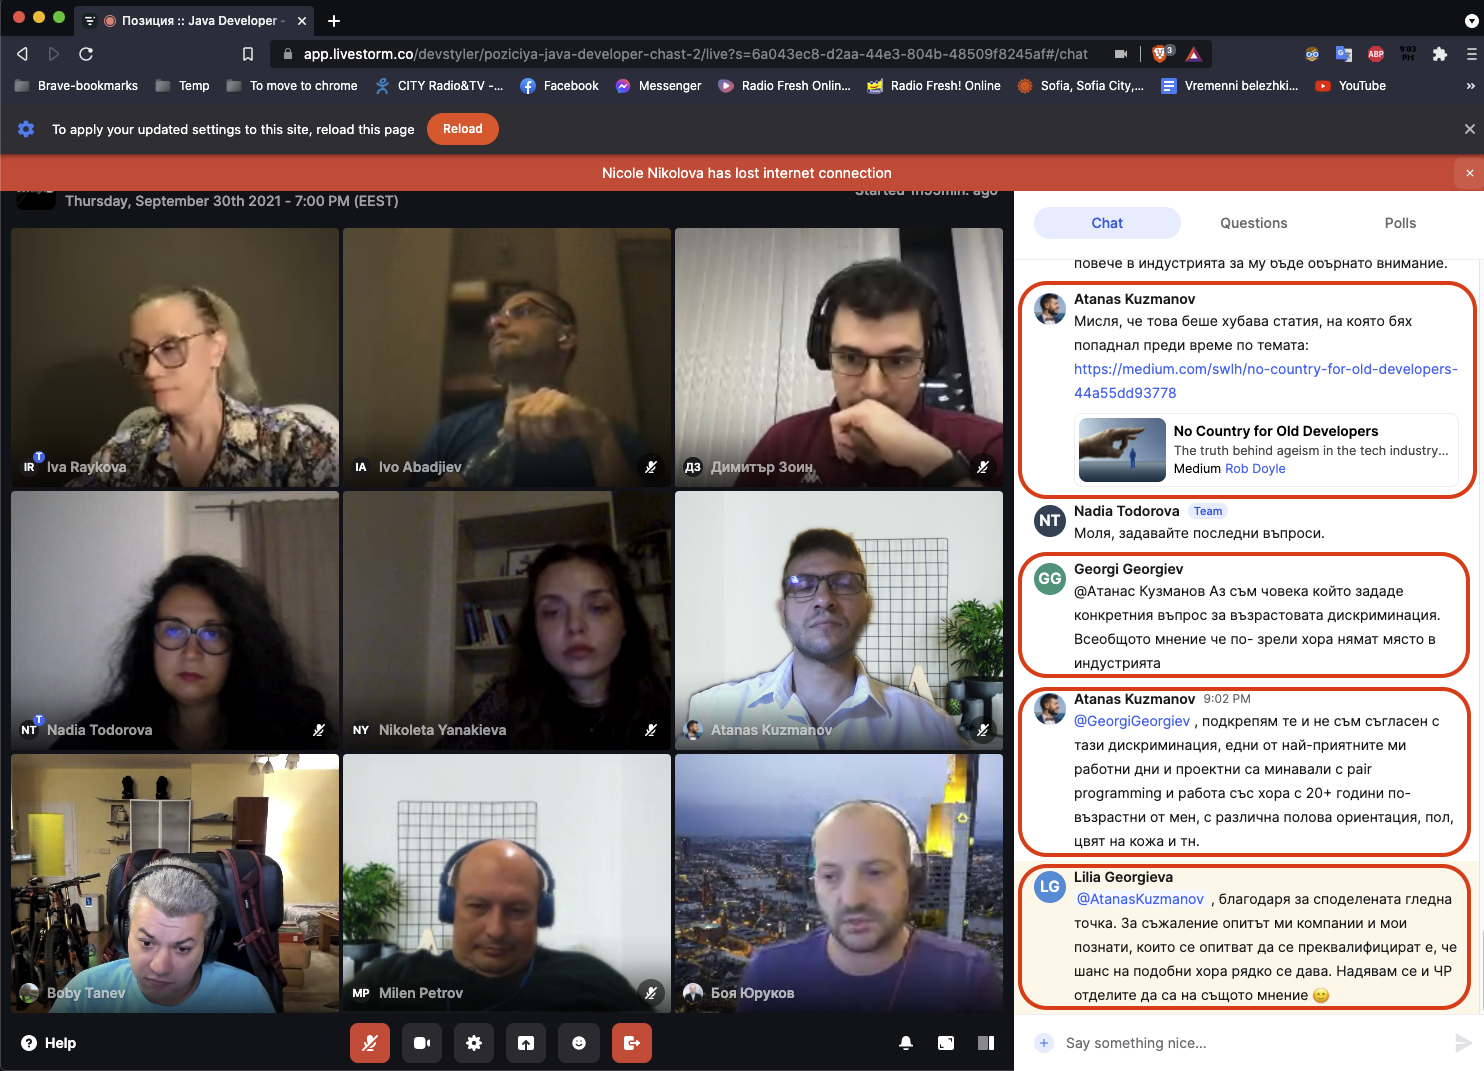 Позиция :: Java Developer -
app.livestorm.co/devstyler/poziciya-java-developer-chast-2/live?s=6a043ec8-d2aa-44e3-804b-48509f8245af#/chat
3
ABP
9:03 PM
Brave-bookmarks
Temp
To move to chrome
CITY Radio&TV -...
Facebook
Messenger
Radio Fresh Onlin...
Radio Fresh! Online
Sofia, Sofia City,...
Vremenni belezhki...
YouTube
»
To apply your updated settings to this site, reload this page
Reload
Nicole Nikolova has lost internet connection
Thursday, September 30th 2021 - 7:00 PM (EEST)
Started 1h59min. ago
IR T Iva Raykova
IA Ivo Abadjiev
ДЗ Димитър Зоин
NT T Nadia Todorova
NY Nikoleta Yanakieva
Atanas Kuzmanov
Boby Tanev
MP Milen Petrov
Боя Юруков
Help
Chat
Questions
Polls
повече в индустрията за му бъде обърнато внимание.
Atanas Kuzmanov
Мисля, че това беше хубава статия, на която бях
попаднал преди време по темата:
https://medium.com/swlh/no-country-for-old-developers-
44a55dd93778
No Country for Old Developers
The truth behind ageism in the tech industry...
Medium Rob Doyle
NT
Nadia Todorova Team
Моля, задавайте последни въпроси.
GG
Georgi Georgiev
@Атанас Кузманов Аз съм човека който зададе
конкретния въпрос за възрастовата дискриминация.
Всеобщото мнение че по- зрели хора нямат място в
индустрията
Atanas Kuzmanov 9:02 PM
@GeorgiGeorgiev , подкрепям те и не съм съгласен с
тази дискриминация, едни от най-приятните ми
работни дни и проектни са минавали с pair
programming и работа със хора с 20+ години по-
възрастни от мен, с различна полова ориентация, пол,
цвят на кожа и тн.
LG
Lilia Georgieva
@AtanasKuzmanov , благодаря за споделената гледна
точка. За съжаление опитът ми компании и мои
познати, които се опитват да се преквалифицират е, че
шанс на подобни хора рядко се дава. Надявам се и ЧР
отделите да са на същото мнение 🙂
Say something nice...